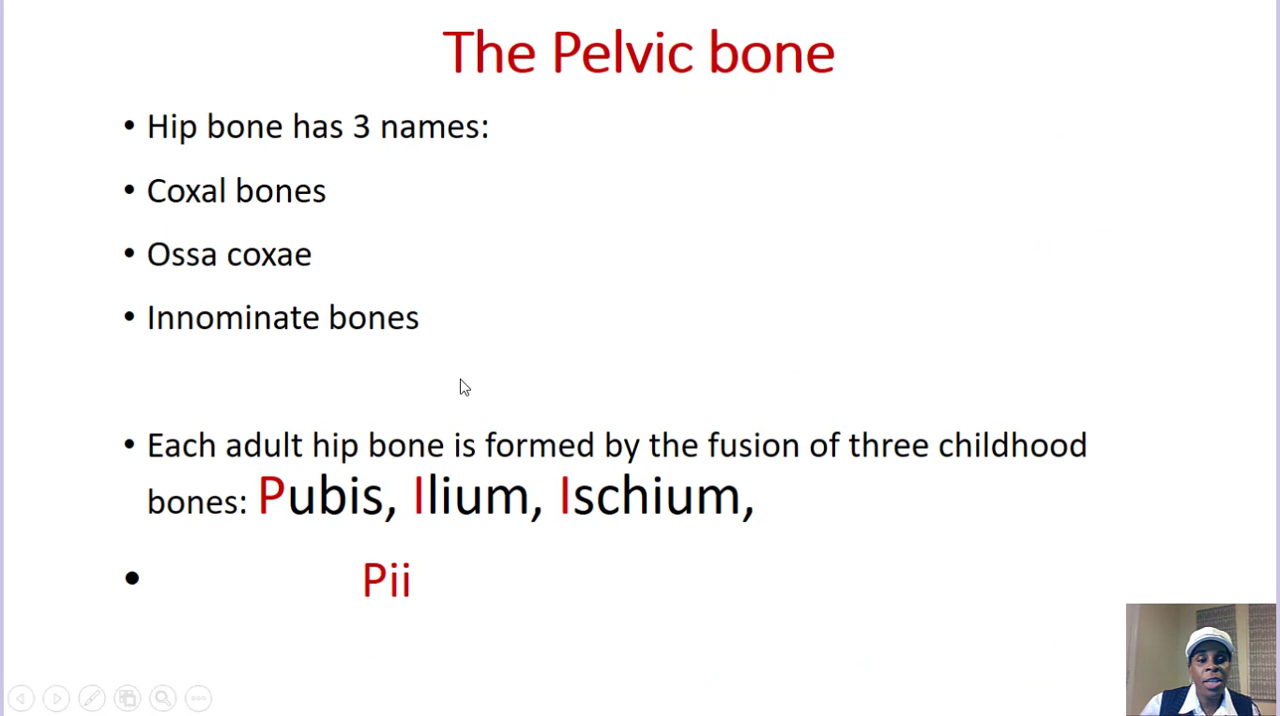 The Pelvic bone
• Hip bone has 3 names:
• Coxal bones
• Ossa coxae
• Innominate bones
• Each adult hip bone is formed by the fusion of three childhood
bones: Pubis, Ilium, Ischium,
• Pii